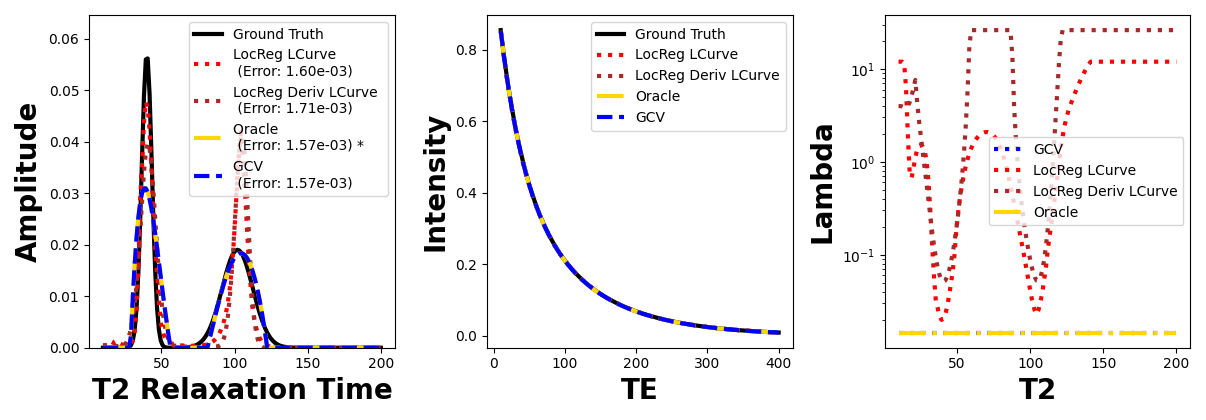 Amplitude
0.06
0.05
0.04
0.03
0.02
0.01
0.00
50
100
150
200
T2 Relaxation Time
Ground Truth
LocReg LCurve
(Error: 1.60e-03)
LocReg Deriv LCurve
(Error: 1.71e-03)
Oracle
(Error: 1.57e-03) *
GCV
(Error: 1.57e-03)
Intensity
0.8
0.6
0.4
0.2
0.0
0
100
200
300
400
TE
Ground Truth
LocReg LCurve
LocReg Deriv LCurve
Oracle
GCV
Lambda
10¹
10⁰
10⁻¹
50
100
150
200
T2
GCV
LocReg LCurve
LocReg Deriv LCurve
Oracle